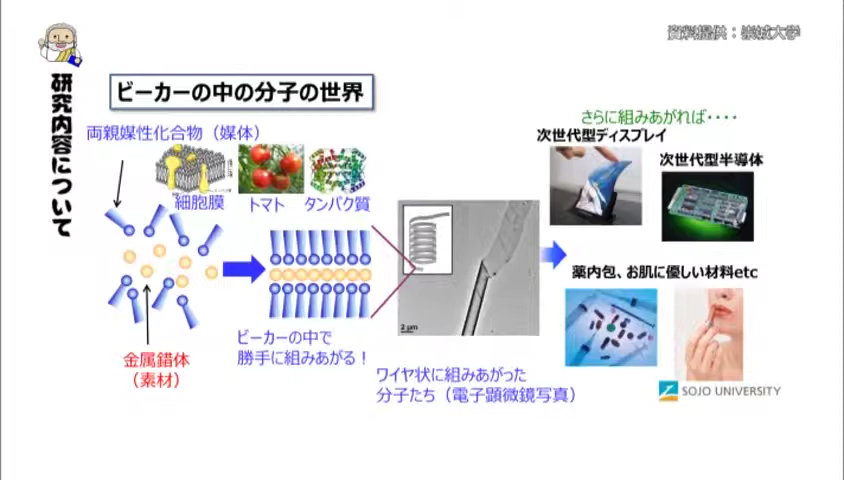 資料提供：崇城大学
研究内容について
ビーカーの中の分子の世界
両親媒性化合物（媒体）
細胞膜
トマト
タンパク質
金属錯体
（素材）
ビーカーの中で
勝手に組みあがる！
2 μm
ワイヤ状に組みあがった
分子たち（電子顕微鏡写真）
さらに組みあがれば・・・・
次世代型ディスプレイ
次世代型半導体
薬内包、お肌に優しい材料etc
SOJO UNIVERSITY